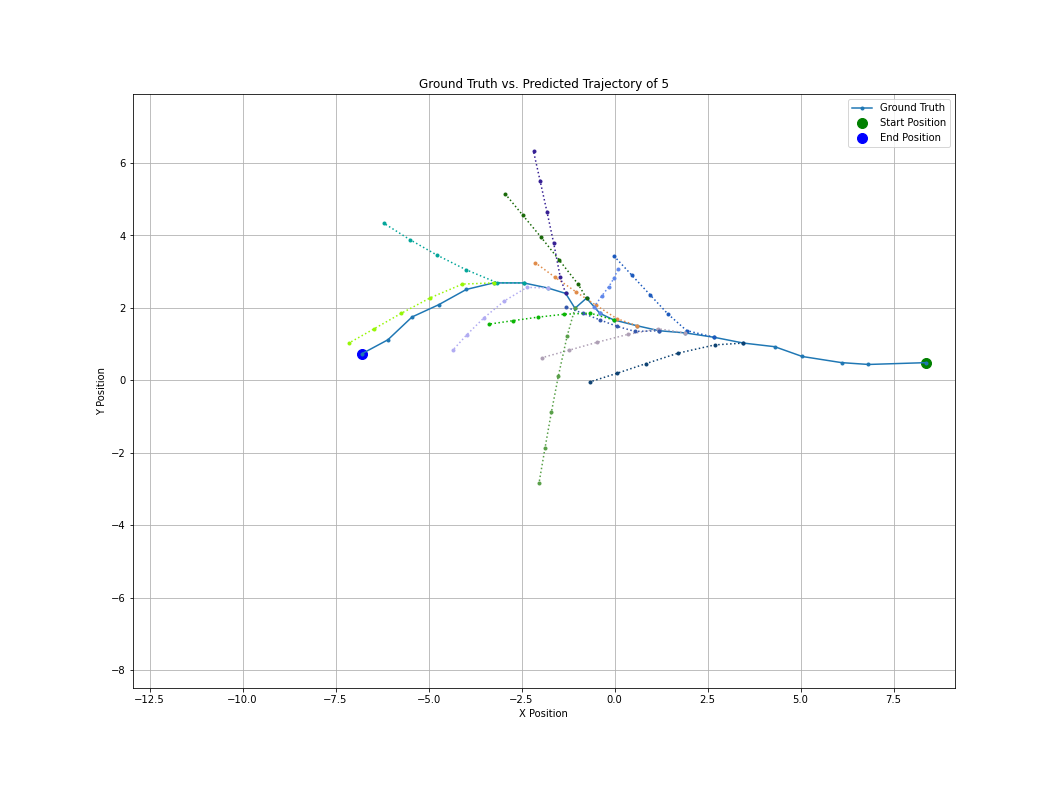 Ground Truth vs. Predicted Trajectory of 5
Ground Truth
Start Position
End Position
Y Position
6
4
2
0
−2
−4
−6
−8
−12.5 −10.0 −7.5 −5.0 −2.5 0.0 2.5 5.0 7.5
X Position